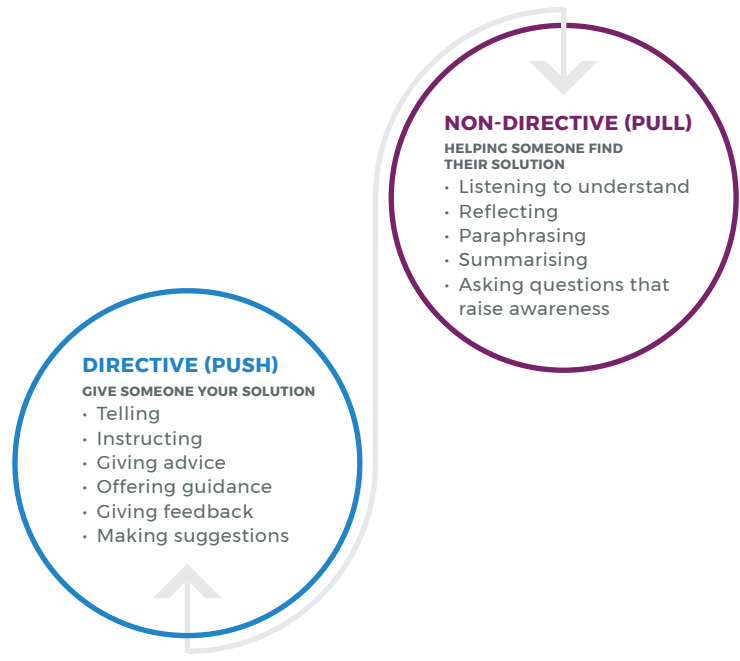 NON-DIRECTIVE (PULL)
HELPING SOMEONE FIND
THEIR SOLUTION
• Listening to understand
• Reflecting
• Paraphrasing
• Summarising
• Asking questions that
raise awareness
DIRECTIVE (PUSH)
GIVE SOMEONE YOUR SOLUTION
• Telling
• Instructing
• Giving advice
• Offering guidance
• Giving feedback
• Making suggestions